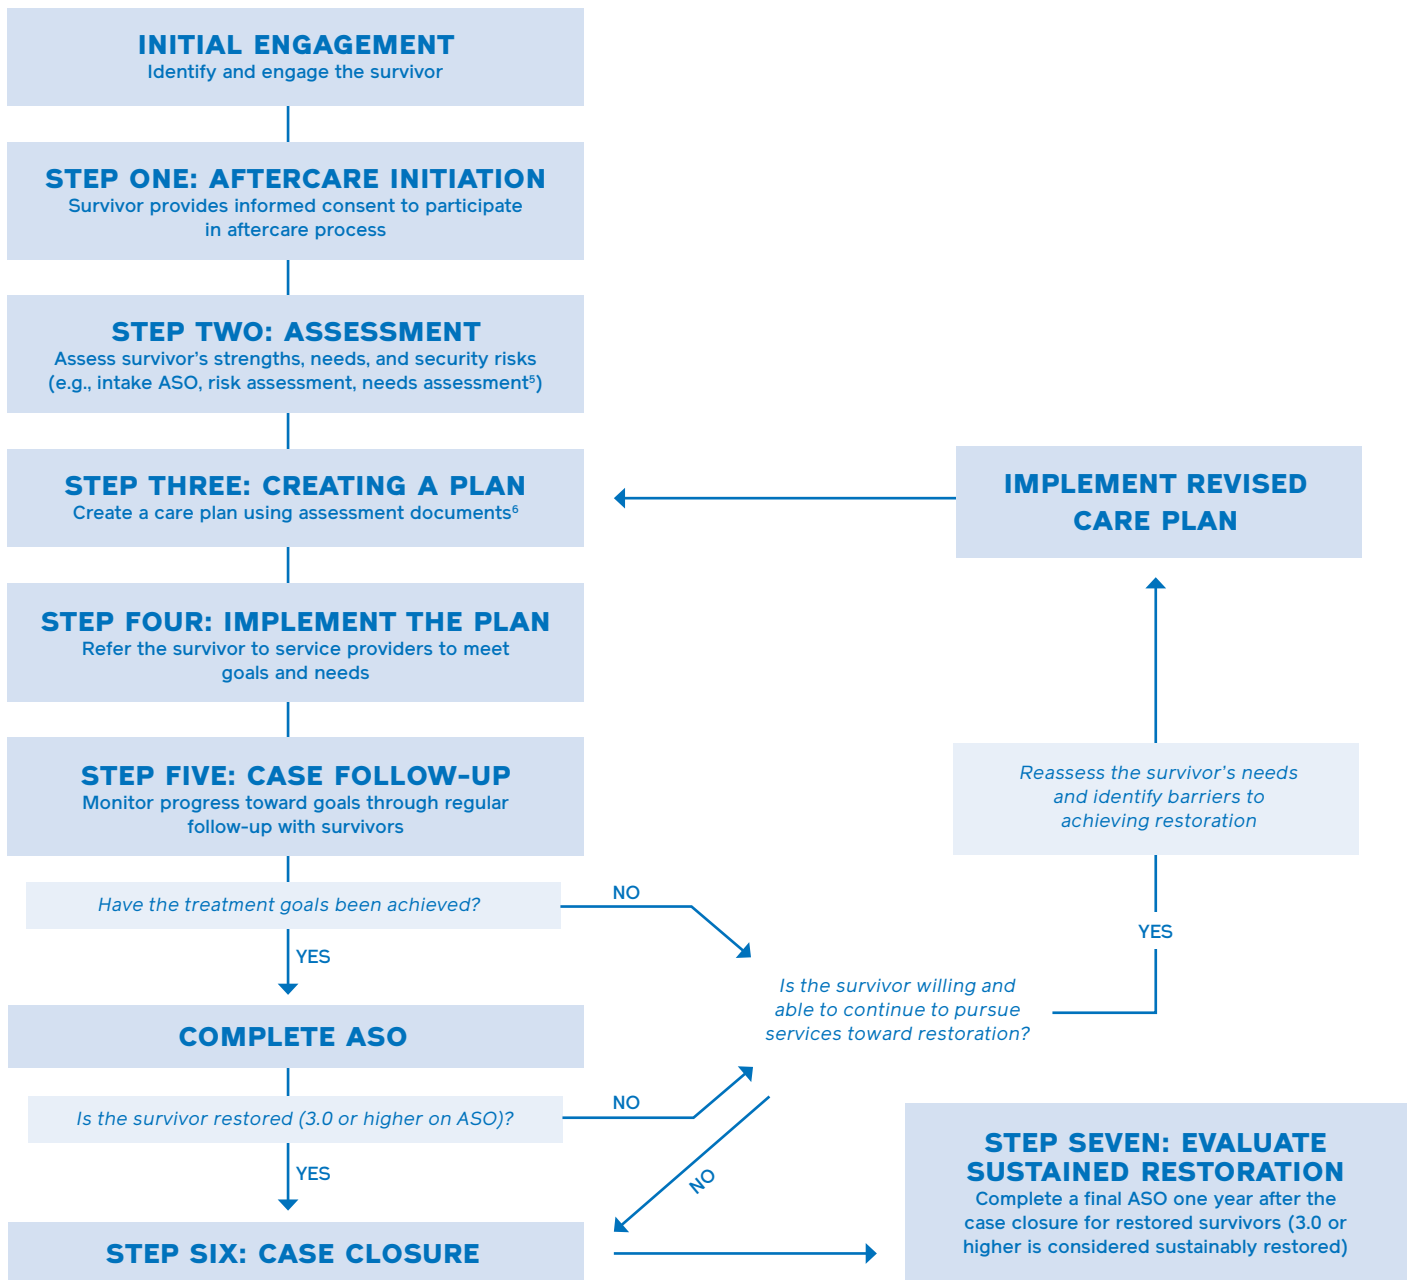 INITIAL ENGAGEMENT
Identify and engage the survivor
STEP ONE: AFTERCARE INITIATION
Survivor provides informed consent to participate
in aftercare process
STEP TWO: ASSESSMENT
Assess survivor’s strengths, needs, and security risks
(e.g., intake ASO, risk assessment, needs assessment⁵)
STEP THREE: CREATING A PLAN
Create a care plan using assessment documents⁶
IMPLEMENT REVISED
CARE PLAN
STEP FOUR: IMPLEMENT THE PLAN
Refer the survivor to service providers to meet
goals and needs
STEP FIVE: CASE FOLLOW-UP
Monitor progress toward goals through regular
follow-up with survivors
Reassess the survivor’s needs
and identify barriers to
achieving restoration
Have the treatment goals been achieved?
NO
YES
YES
Is the survivor willing and
able to continue to pursue
services toward restoration?
COMPLETE ASO
Is the survivor restored (3.0 or higher on ASO)?
NO
YES
NO
STEP SIX: CASE CLOSURE
STEP SEVEN: EVALUATE
SUSTAINED RESTORATION
Complete a final ASO one year after the
case closure for restored survivors (3.0 or
higher is considered sustainably restored)